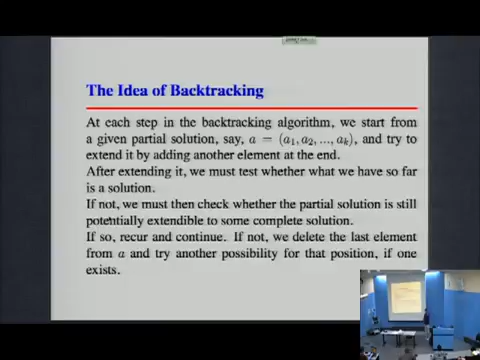 The Idea of Backtracking
At each step in the backtracking algorithm, we start from
a given partial solution, say, a = (a₁, a₂, ..., aₖ), and try to
extend it by adding another element at the end.
After extending it, we must test whether what we have so far
is a solution.
If not, we must then check whether the partial solution is still
potentially extendible to some complete solution.
If so, recur and continue. If not, we delete the last element
from a and try another possibility for that position, if one
exists.